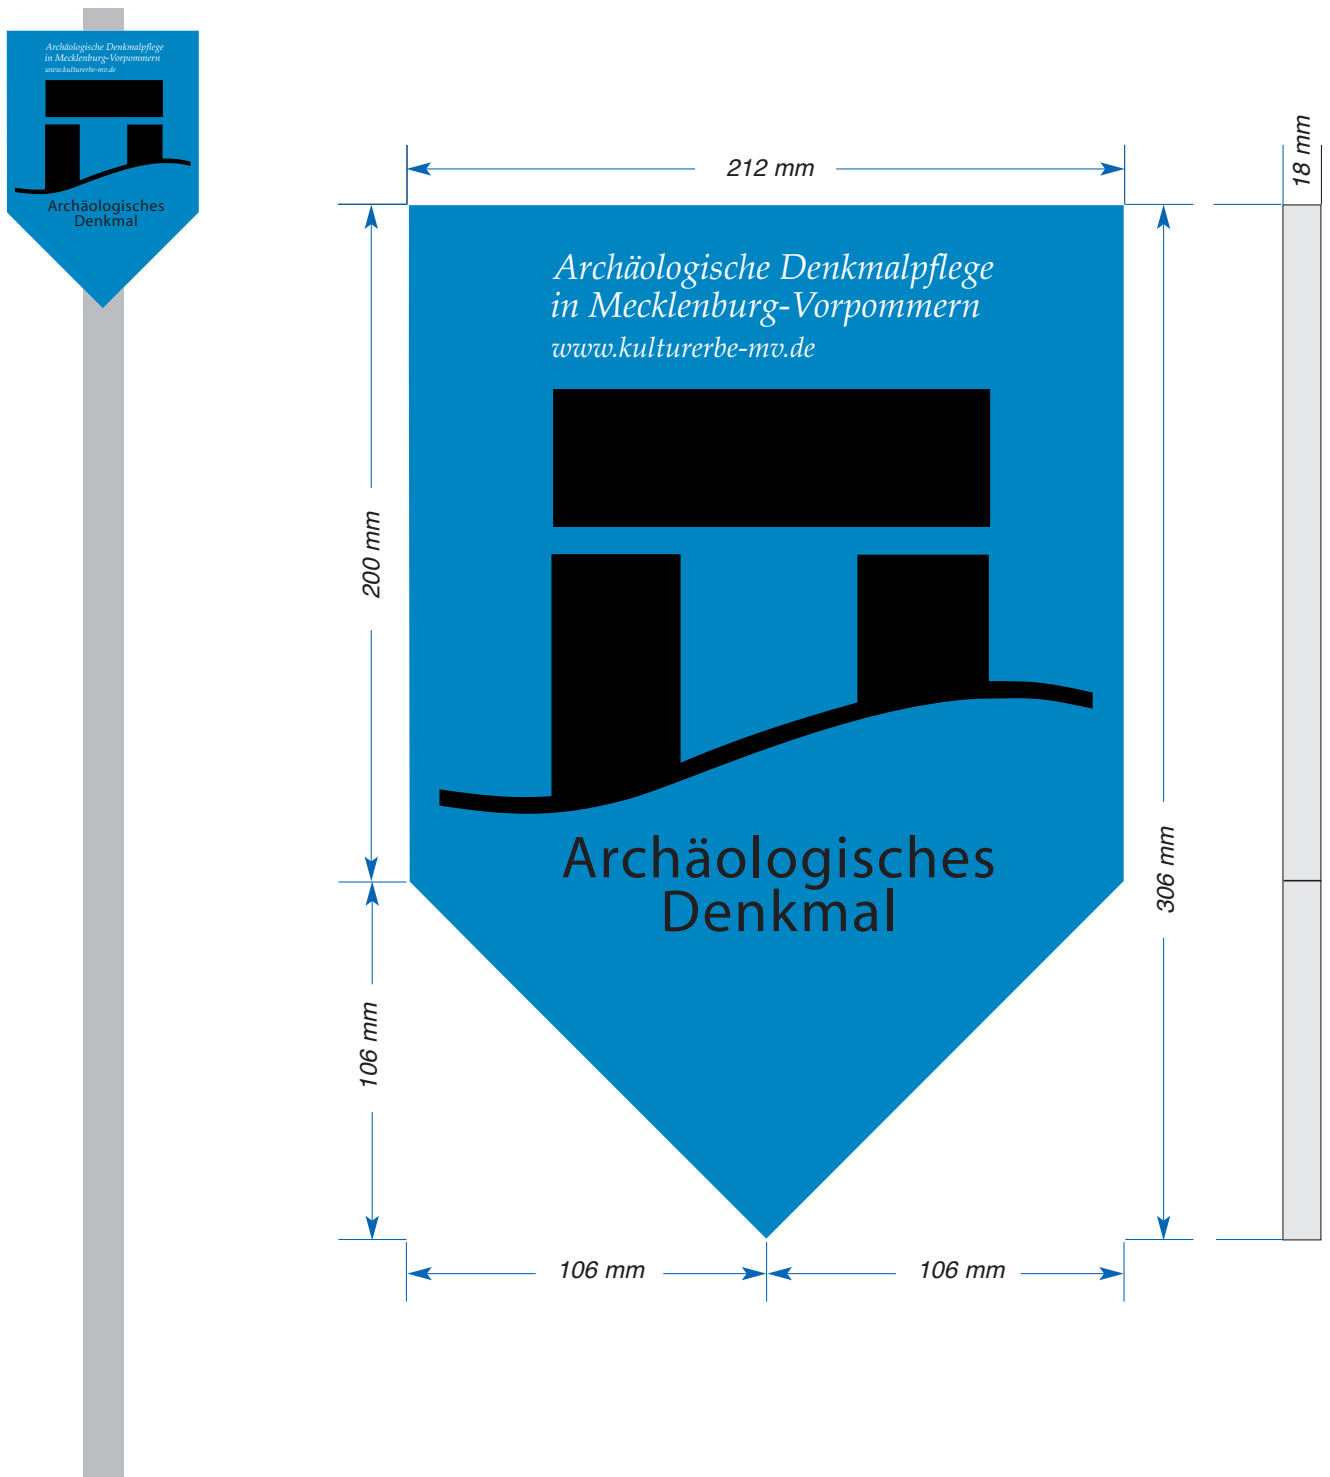 Archäologische Denkmalpflege
in Mecklenburg-Vorpommern
www.kulturerbe-mv.de
Archäologisches
Denkmal
212 mm
18 mm
Archäologische Denkmalpflege
in Mecklenburg-Vorpommern
www.kulturerbe-mv.de
200 mm
Archäologisches
Denkmal
306 mm
106 mm
106 mm
106 mm